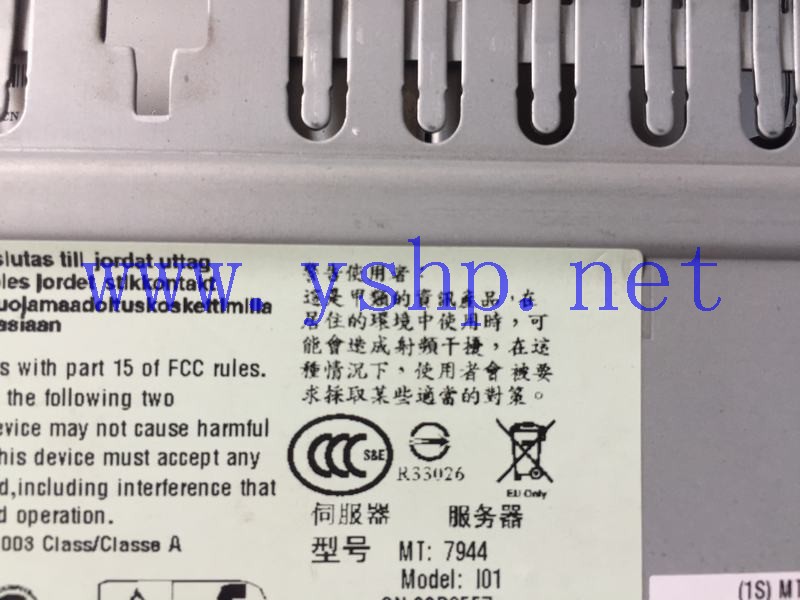 slutas till jordat uttag
ples jordet stikkontakt
uojamaadoituskoskettimilla
asiaan
警告使用者
這是甲類的資訊產品,在
居住的環境中使用時,可
能會造成射頻干擾,在這
種情況下,使用者會被要
求採取某些適當的對策。
www.yshp.net
s with part 15 of FCC rules.
the following two
evice may not cause harmful
his device must accept any
d,including interference that
d operation.
003 Class/Classe A
S&E
R33026
EU Only
伺服器 服务器
型号 MT: 7944
Model: I01
(1S) MT